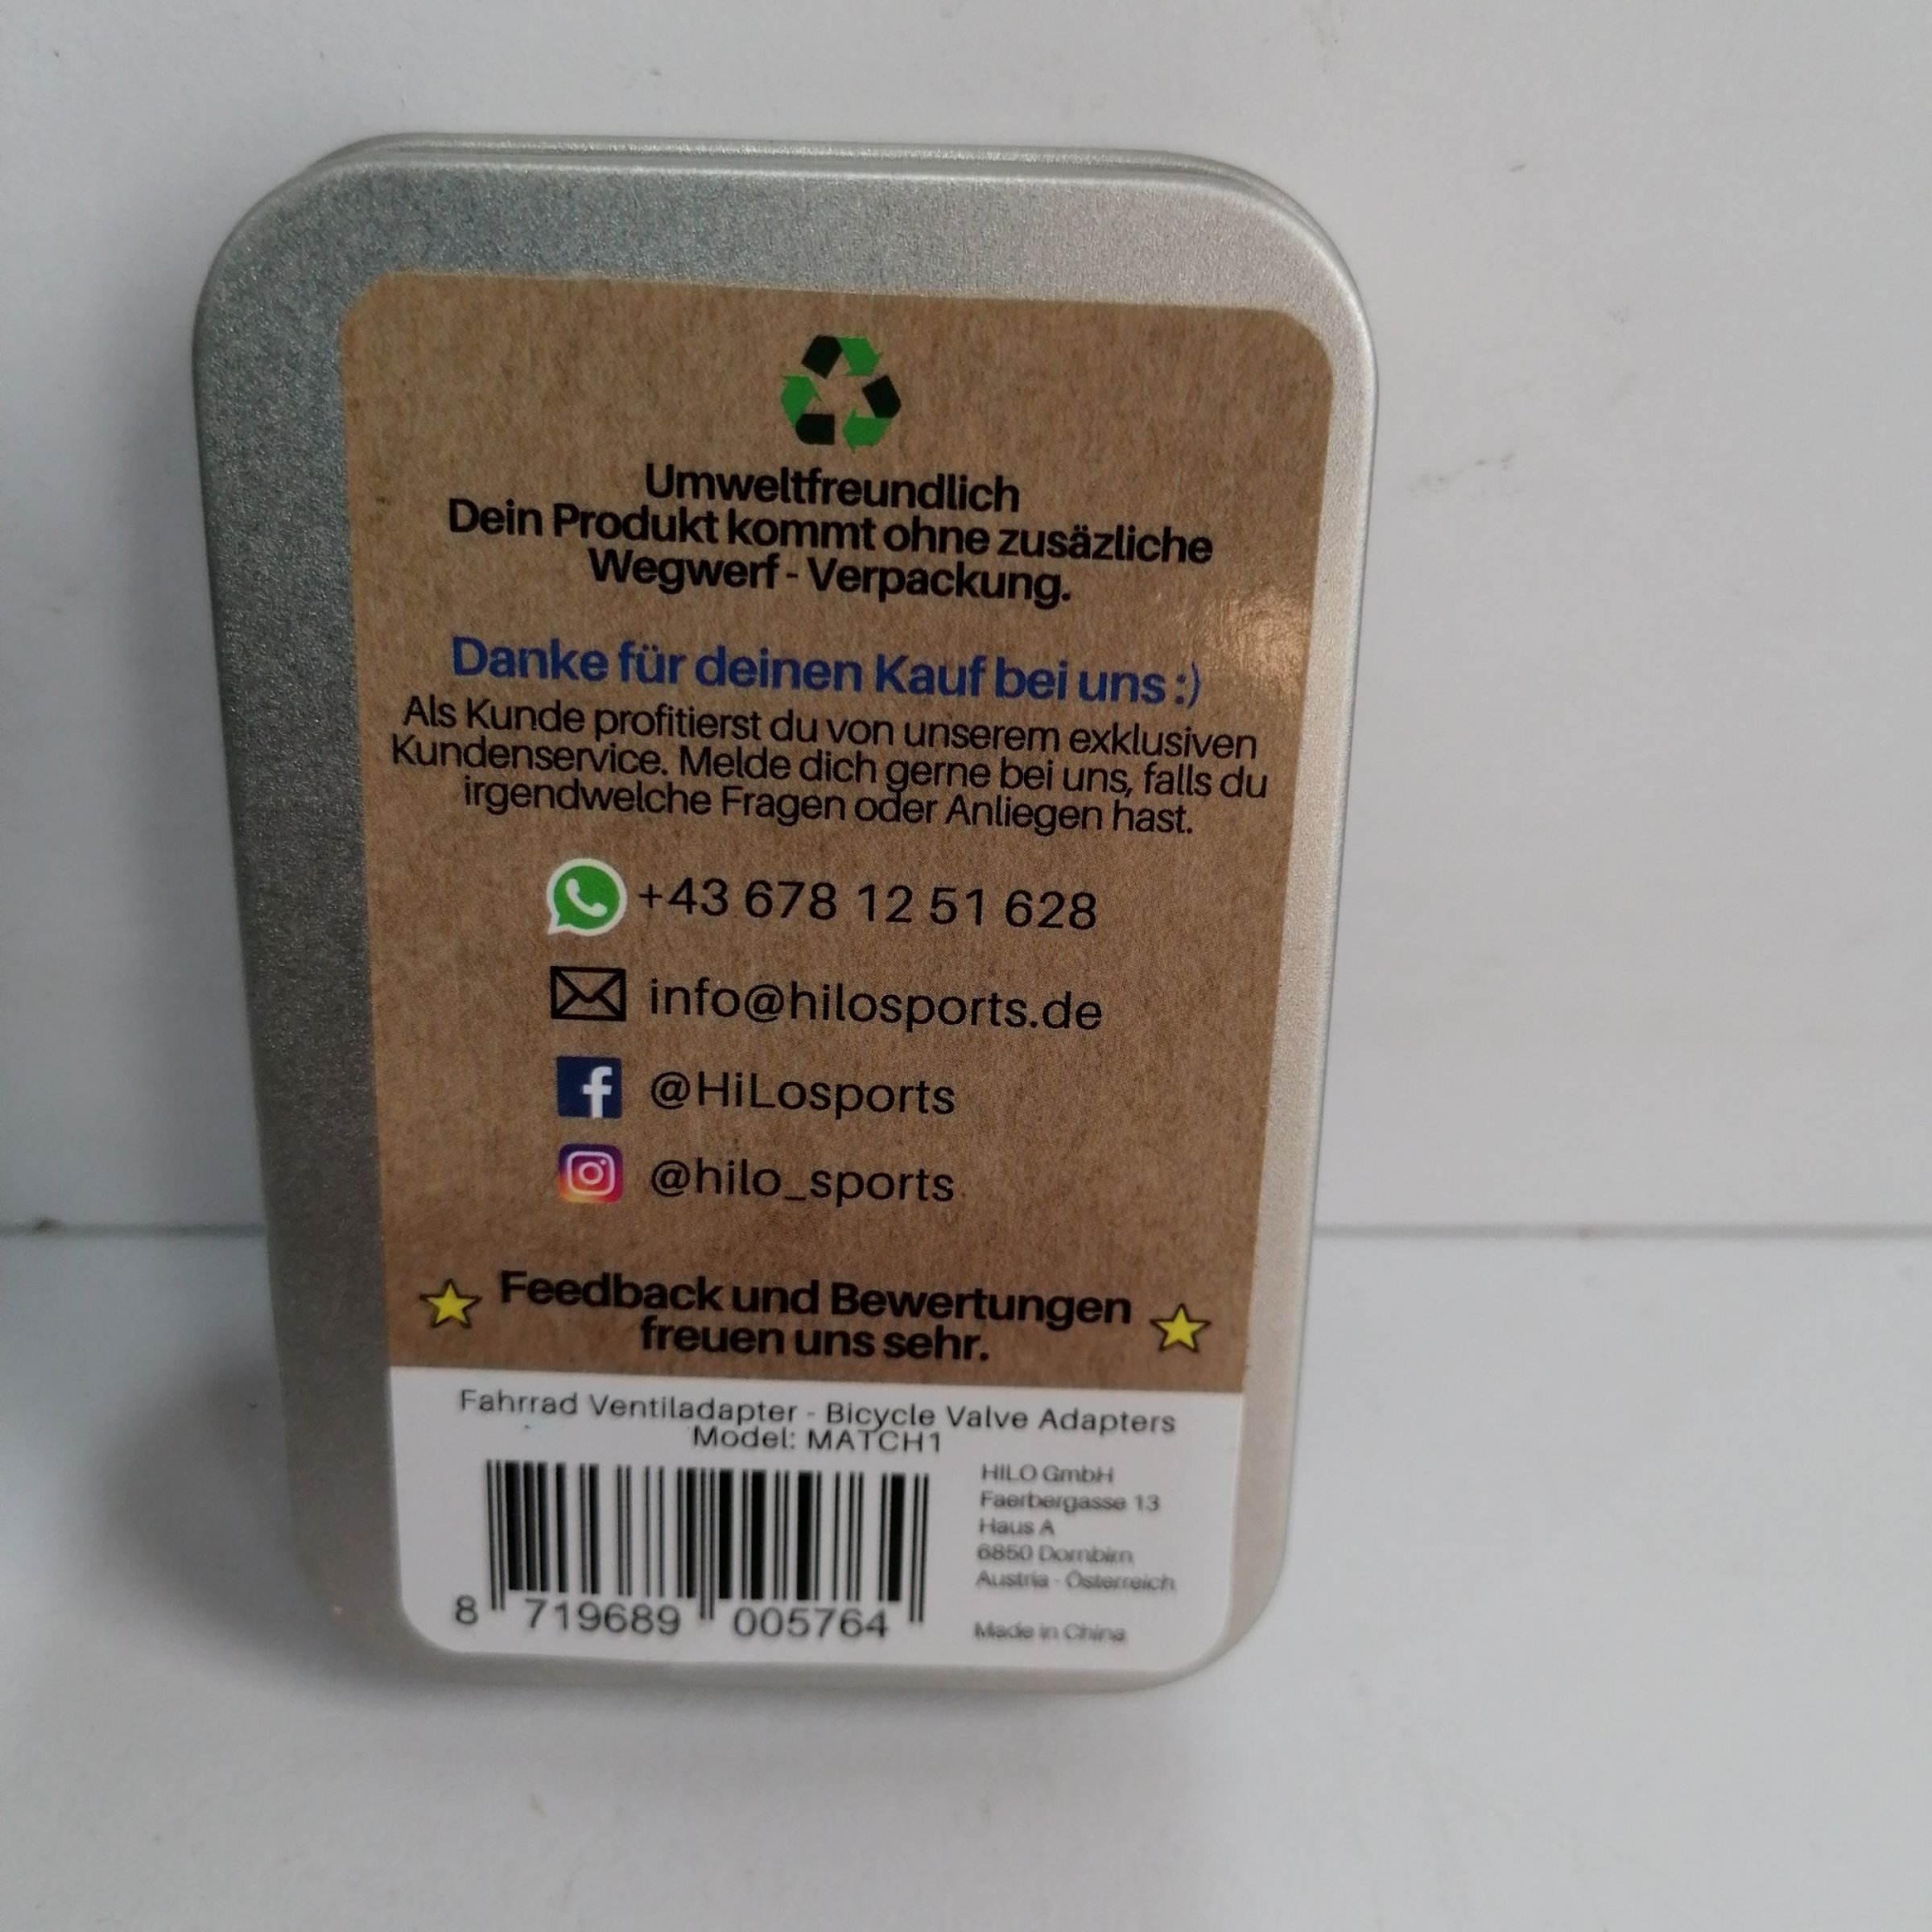 Umweltfreundlich
Dein Produkt kommt ohne zusäzliche
Wegwerf - Verpackung.
Danke für deinen Kauf bei uns :)
Als Kunde profitierst du von unserem exklusiven
Kundenservice. Melde dich gerne bei uns, falls du
irgendwelche Fragen oder Anliegen hast.
+43 678 12 51 628
info@hilosports.de
@HiLosports
@hilo_sports
Feedback und Bewertungen
freuen uns sehr.
Fahrrad Ventiladapter - Bicycle Valve Adapters
Model: MATCH1
8 719689 005764
HILO GmbH
Faerbergasse 13
Haus A
6850 Dornbirn
Austria - Österreich
Made in China